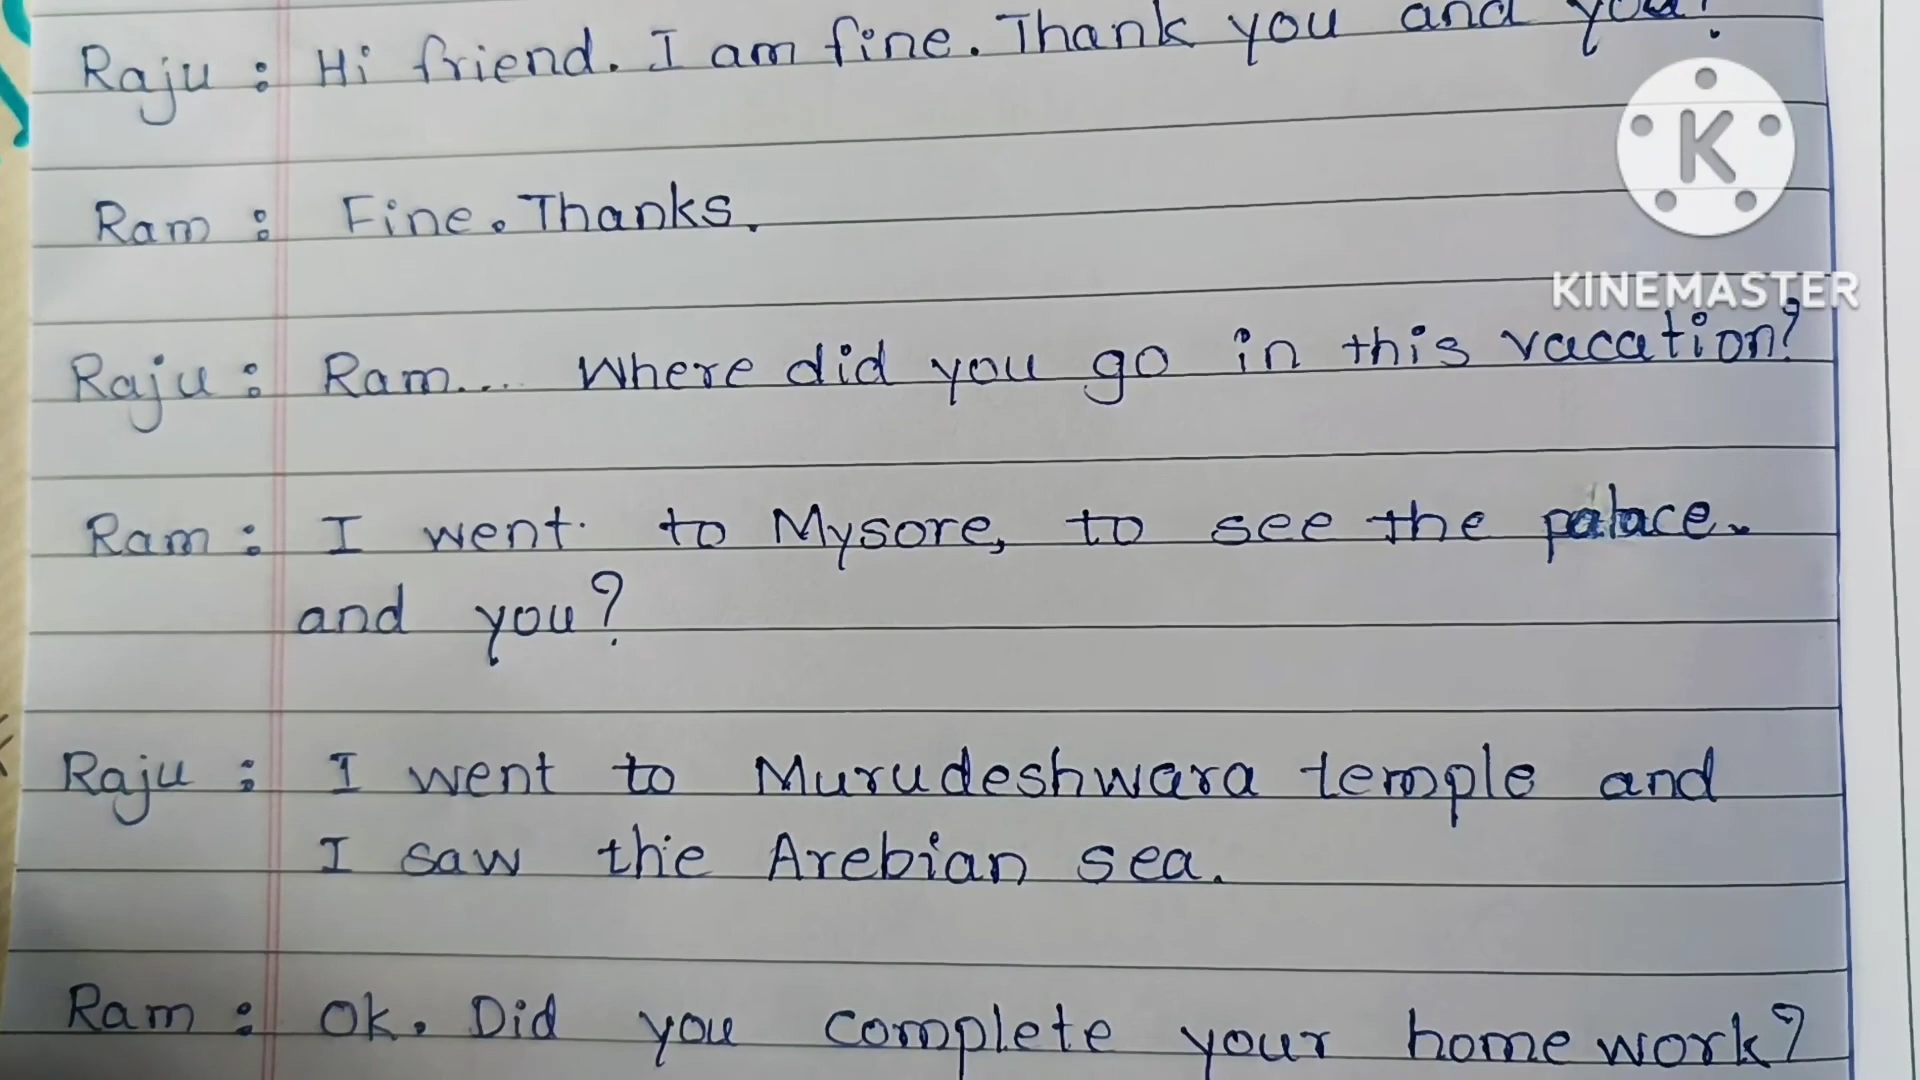 Raju : Hi friend. I am fine. Thank you and you?
Ram : Fine. Thanks.
KINEMASTER
Raju : Ram... Where did you go in this vacation?
Ram : I went to Mysore, to see the palace.
and you?
Raju : I went to Murudeshwara temple and
I saw the Arebian sea.
Ram : Ok. Did you complete your home work?